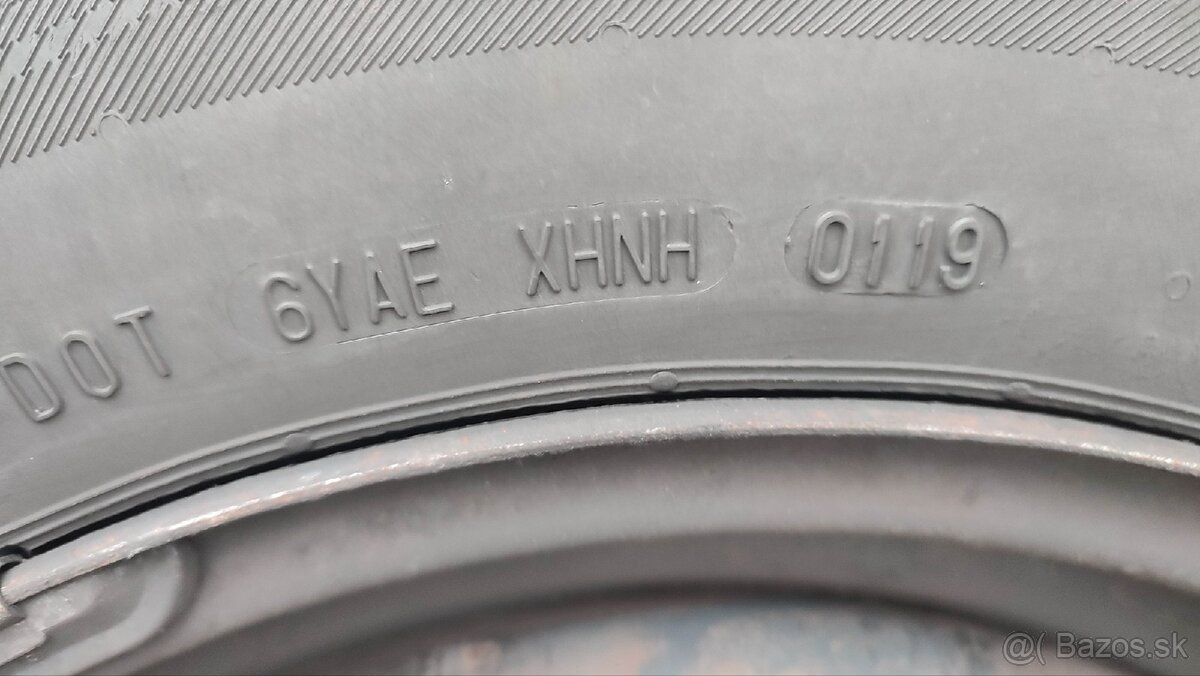 DOT 6YAE XHNH 0119
@( Bazos.sk